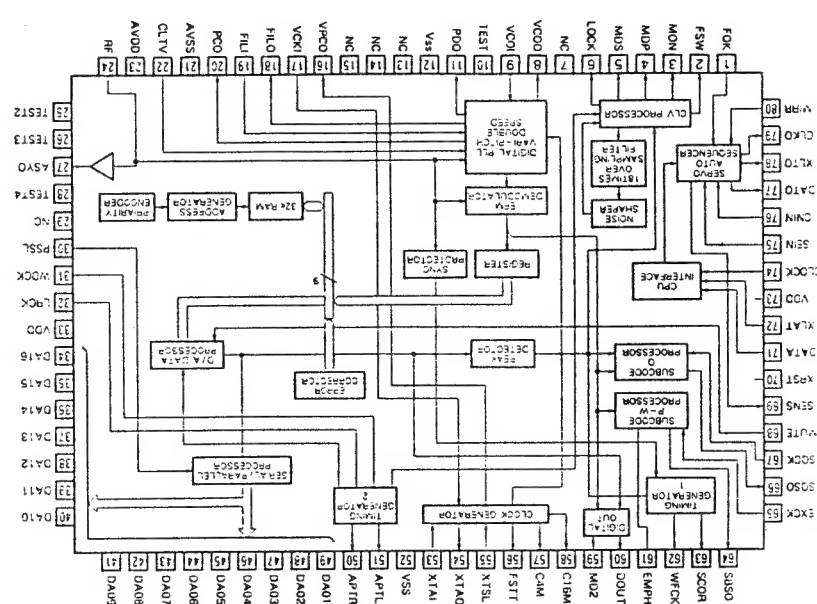 SBSO 64
SCOR 63
WFCK 62
EMPH 61
DOUT 60
MD2 59
C16M 58
C4M 57
FSTT 56
XTSL 55
XTAO 54
XTAI 53
VSS 52
APTL 51
APTR 50
DA01 49
DA02 48
DA03 47
DA04 46
DA05 45
DA06 44
DA07 43
DA08 42
DA09 41
EXCK 65
SQSO 66
SQCK 67
MUTE 68
SENS 69
XRST 70
DATA 71
XLAT 72
VDD 73
CLOCK 74
SEIN 75
CNIN 76
DATO 77
XLTO 78
CLKO 79
MIRR 80
TIMING
GENERATOR
1
DIGITAL
OUT
CLOCK GENERATOR
TIMING
GENERATOR
2
SERIAL/PARALLEL
PROCESSOR
SUBCODE
P-W
PROCESSOR
SUBCODE
Q
PROCESSOR
PEAK
DETECTOR
ERROR
CORRECTOR
D/A DATA
PROCESSOR
CPU
INTERFACE
REGISTER
SYNC
PROTECTOR
9
SERVO
AUTO
SEQUENCER
NOISE
SHAPER
18TIMES
OVER
SAMPLING
FILTER
CLV PROCESSOR
EFM
DEMODULATOR
32K RAM
ADDRESS
GENERATOR
PRIORITY
ENCODER
DIGITAL PLL
VARI-PITCH
DOUBLE
SPEED
DA10 40
DA11 39
DA12 38
DA13 37
DA14 36
DA15 35
DA16 34
VDD 33
LRCK 32
WDCK 31
PSSL 30
NC 29
TEST4 28
ASYO 27
TEST3 26
TEST2 25
1 FOK
2 FSW
3 MON
4 MDP
5 MDS
6 LOCK
7 NC
8 VCOO
9 VCOI
10 TEST
11 PDO
12 Vss
13 NC
14 NC
15 NC
16 VPCO
17 VCKI
18 FILO
19 FILI
20 PCO
21 AVSS
22 CLTV
23 AVDD
24 RF